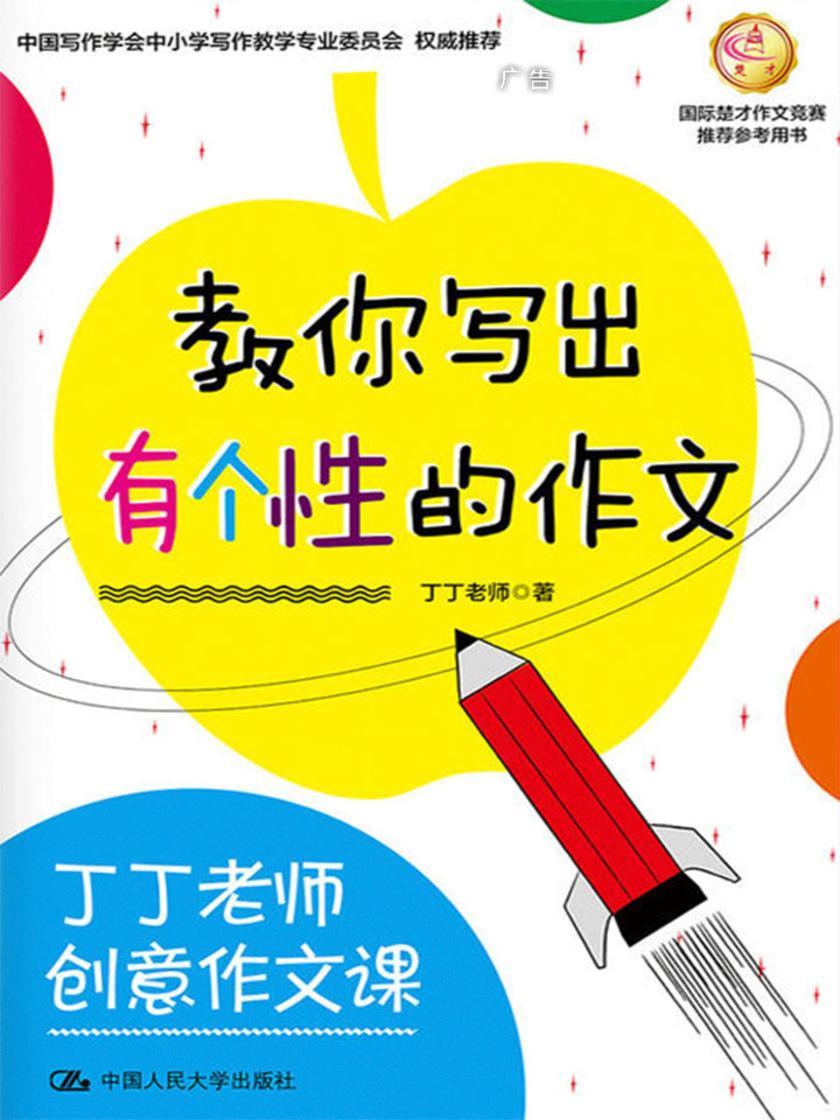 中国写作学会中小学写作教学专业委员会 权威推荐
广告
楚才
国际楚才作文竞赛
推荐参考用书
教你写出
有个性的作文
丁丁老师◎著
丁丁老师
创意作文课
中国人民大学出版社